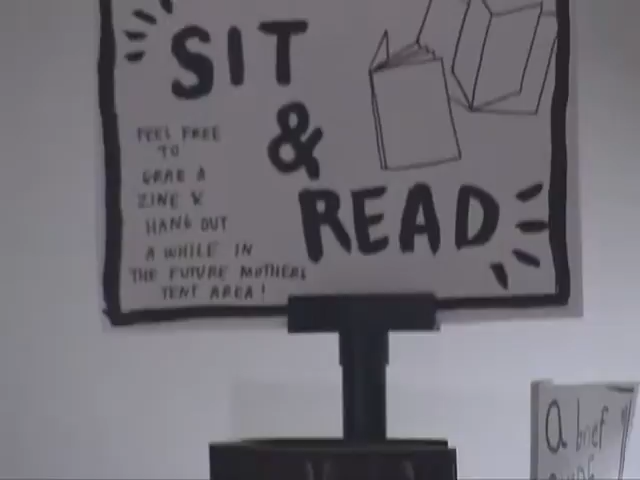 SIT
&
READ
FEEL FREE
TO
GRAB A
ZINE &
HANG OUT
A WHILE IN
THE FUTURE MOTHERS
TENT AREA!
a brief